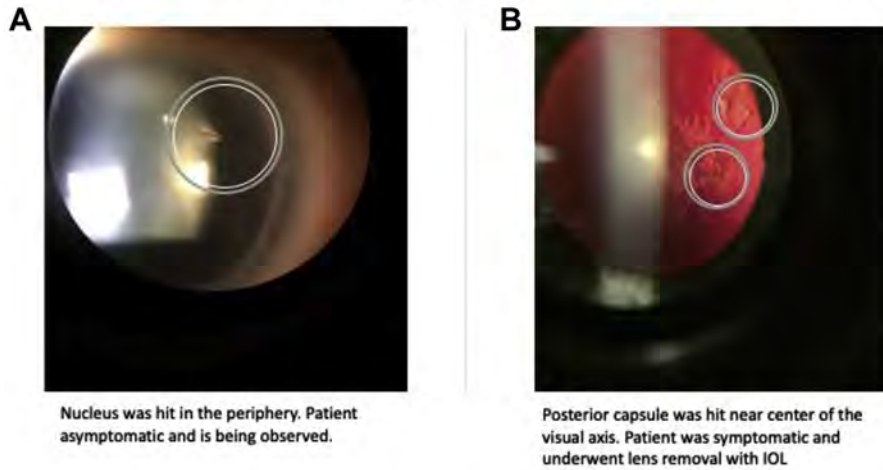 A
B
Nucleus was hit in the periphery. Patient
asymptomatic and is being observed.
Posterior capsule was hit near center of the
visual axis. Patient was symptomatic and
underwent lens removal with IOL